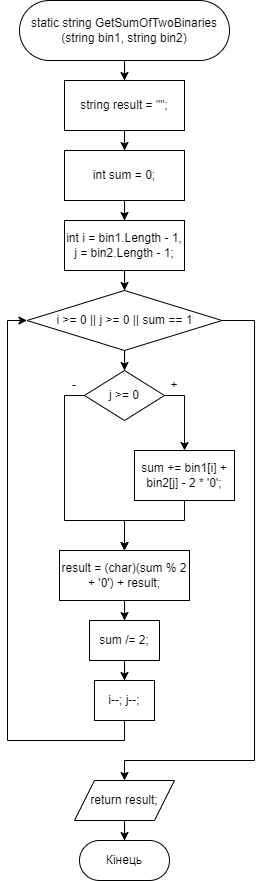 static string GetSumOfTwoBinaries
(string bin1, string bin2)
string result = "";
int sum = 0;
int i = bin1.Length - 1,
j = bin2.Length - 1;
i >= 0 || j >= 0 || sum == 1
-
j >= 0
+
sum += bin1[i] +
bin2[j] - 2 * '0';
result = (char)(sum % 2
+ '0') + result;
sum /= 2;
i--; j--;
return result;
Кінець